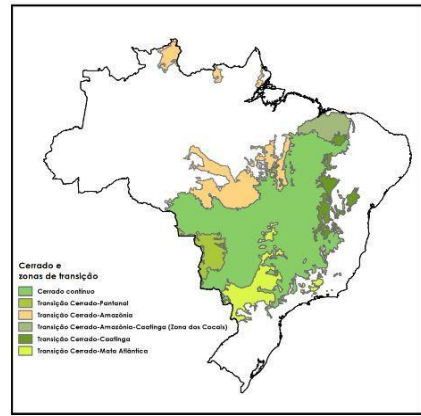 Cerrado e
zonas de transição
Cerrado contínuo
Transição Cerrado-Pantanal
Transição Cerrado-Amazônia
Transição Cerrado-Amazônia-Caatinga (Zona dos Cocais)
Transição Cerrado-Caatinga
Transição Cerrado-Mata Atlântica